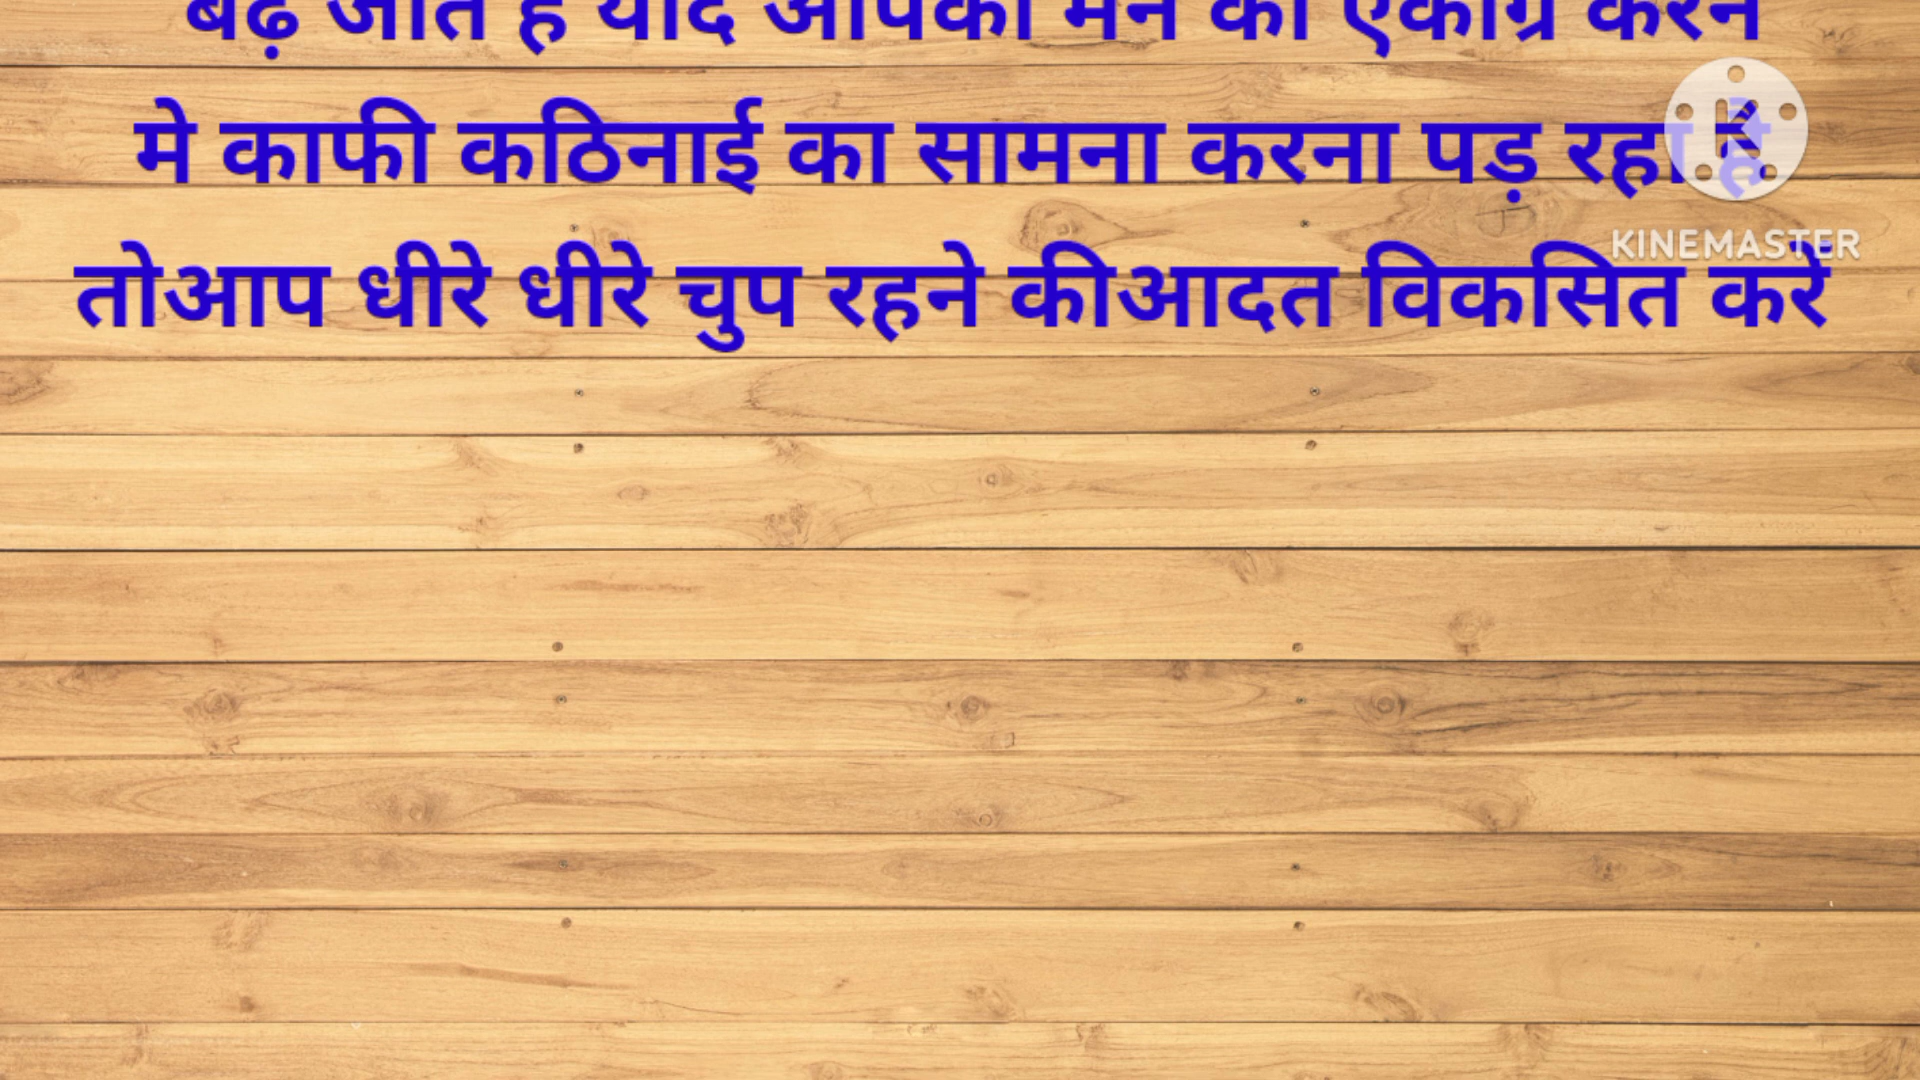 बढ़ जाते है यदि आपको मन को एकाग्र करने
मे काफी कठिनाई का सामना करना पड़ रहा है
तोआप धीरे धीरे चुप रहने कीआदत विकसित करें
KINEMASTER